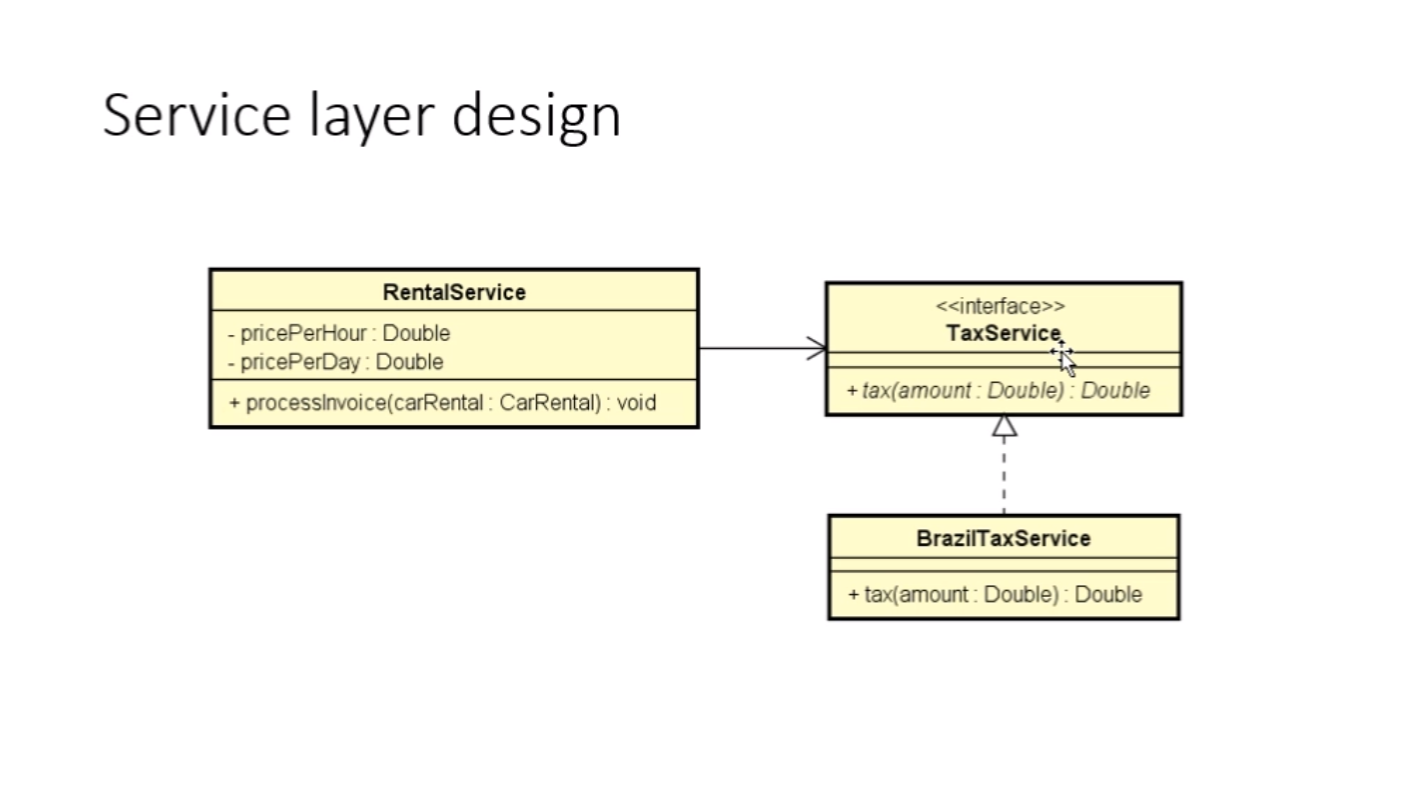 Service layer design
RentalService
- pricePerHour : Double
- pricePerDay : Double
+ processInvoice(carRental : CarRental) : void
<<interface>>
TaxService
+ tax(amount : Double) : Double
BrazilTaxService
+ tax(amount : Double) : Double